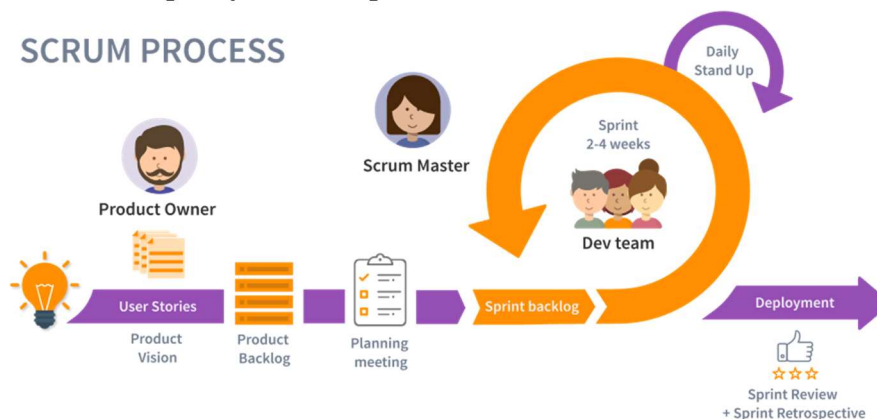 SCRUM PROCESS
Daily
Stand Up
Sprint
2-4 weeks
Scrum Master
Product Owner
Dev team
User Stories
Sprint backlog
Deployment
Product
Vision
Product
Backlog
Planning
meeting
Sprint Review
+ Sprint Retrospective